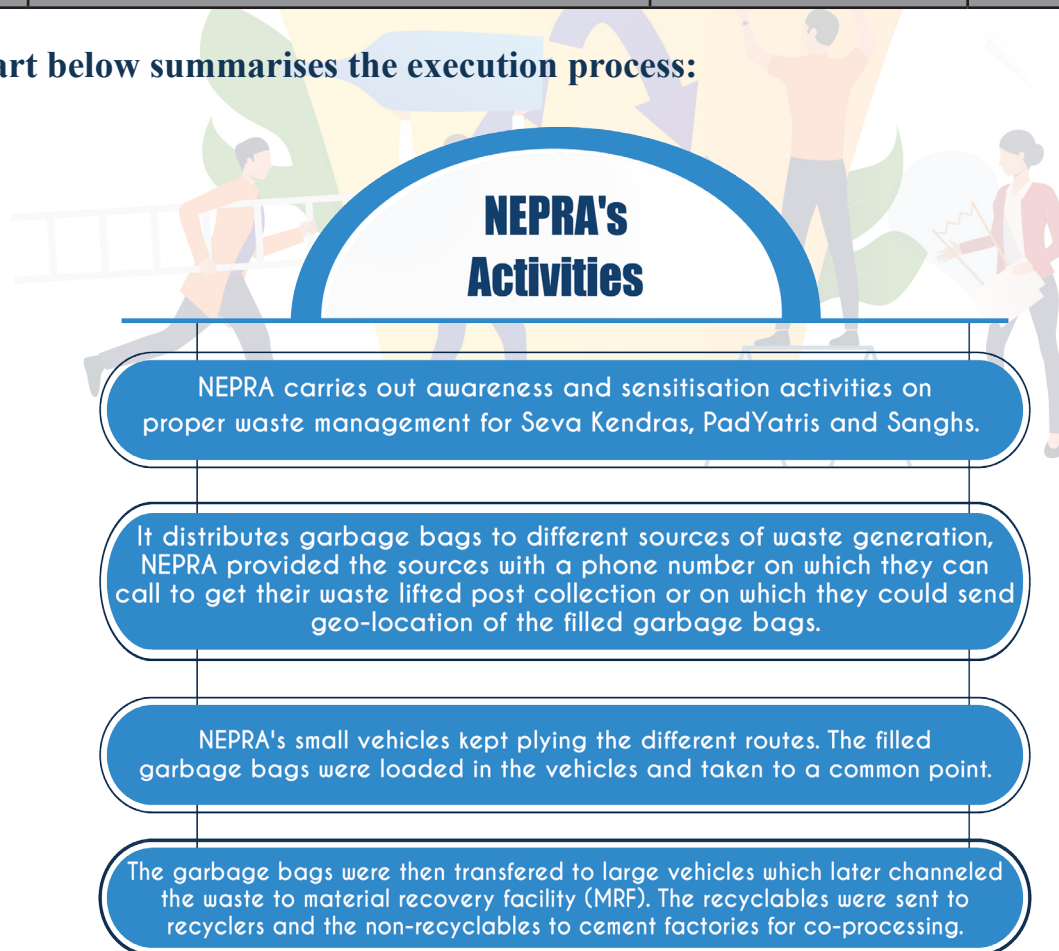 art below summarises the execution process:
NEPRA's
Activities
NEPRA carries out awareness and sensitisation activities on
proper waste management for Seva Kendras, PadYatris and Sanghs.
It distributes garbage bags to different sources of waste generation,
NEPRA provided the sources with a phone number on which they can
call to get their waste lifted post collection or on which they could send
geo-location of the filled garbage bags.
NEPRA's small vehicles kept plying the different routes. The filled
garbage bags were loaded in the vehicles and taken to a common point.
The garbage bags were then transfered to large vehicles which later channeled
the waste to material recovery facility (MRF). The recyclables were sent to
recyclers and the non-recyclables to cement factories for co-processing.